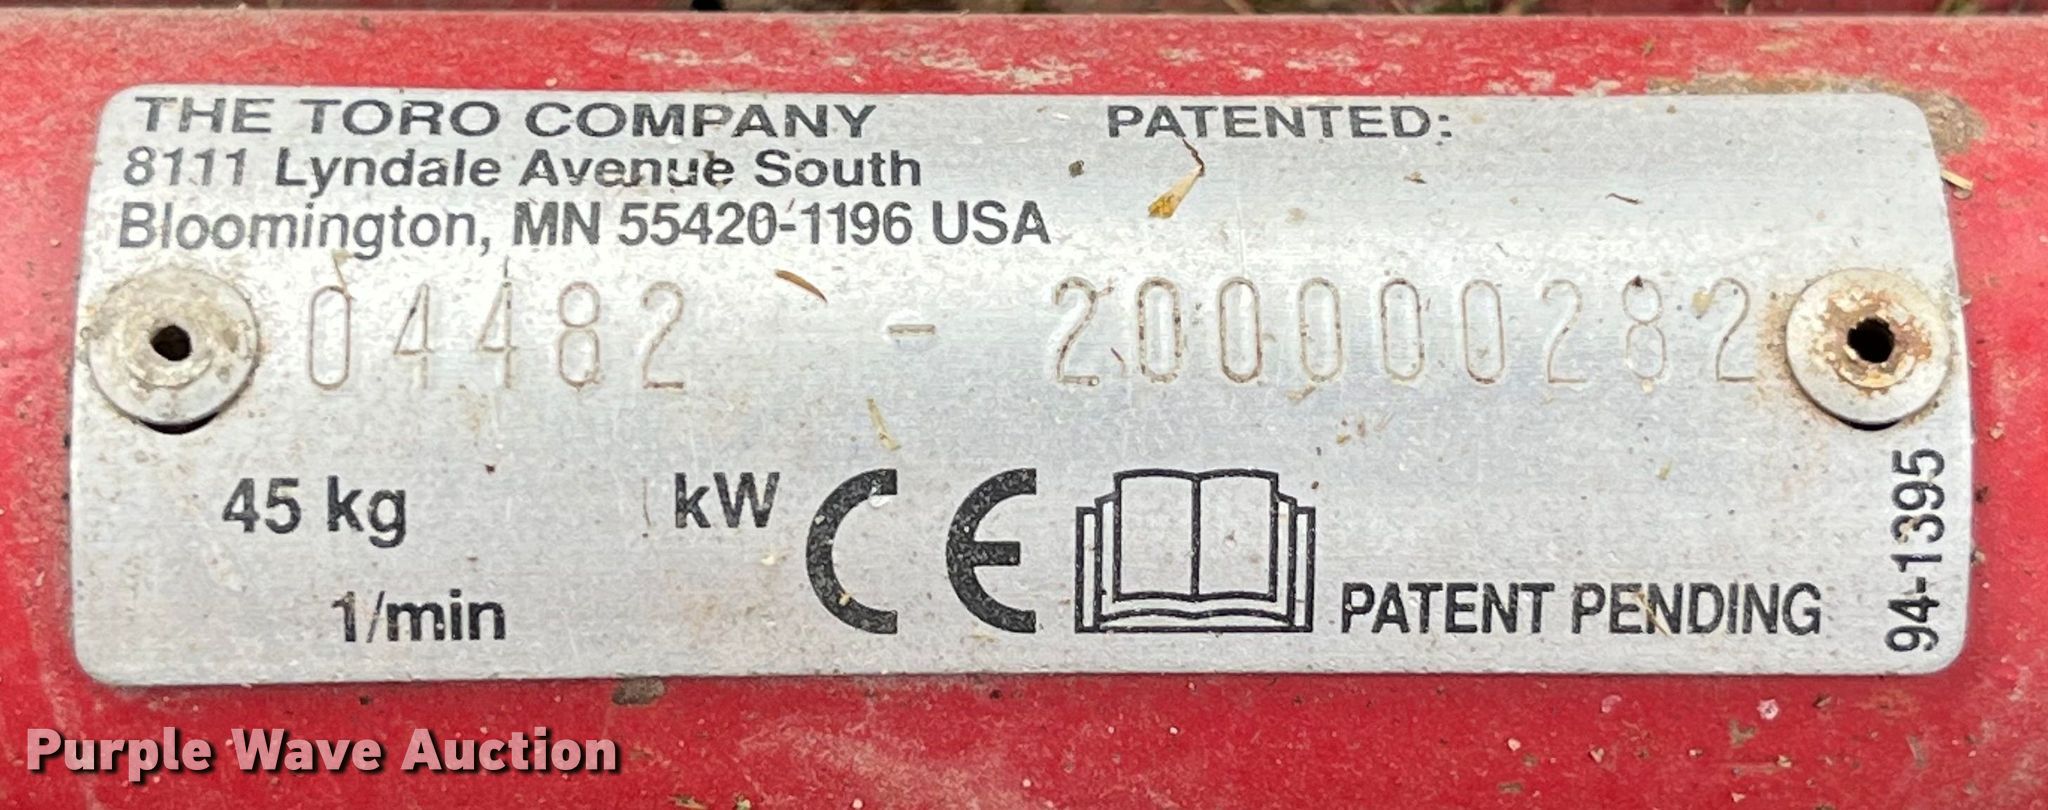 THE TORO COMPANY
8111 Lyndale Avenue South
Bloomington, MN 55420-1196 USA
PATENTED:
04482 - 200000282
45 kg
kW
CE
1/min
PATENT PENDING
94-1395
Purple Wave Auction